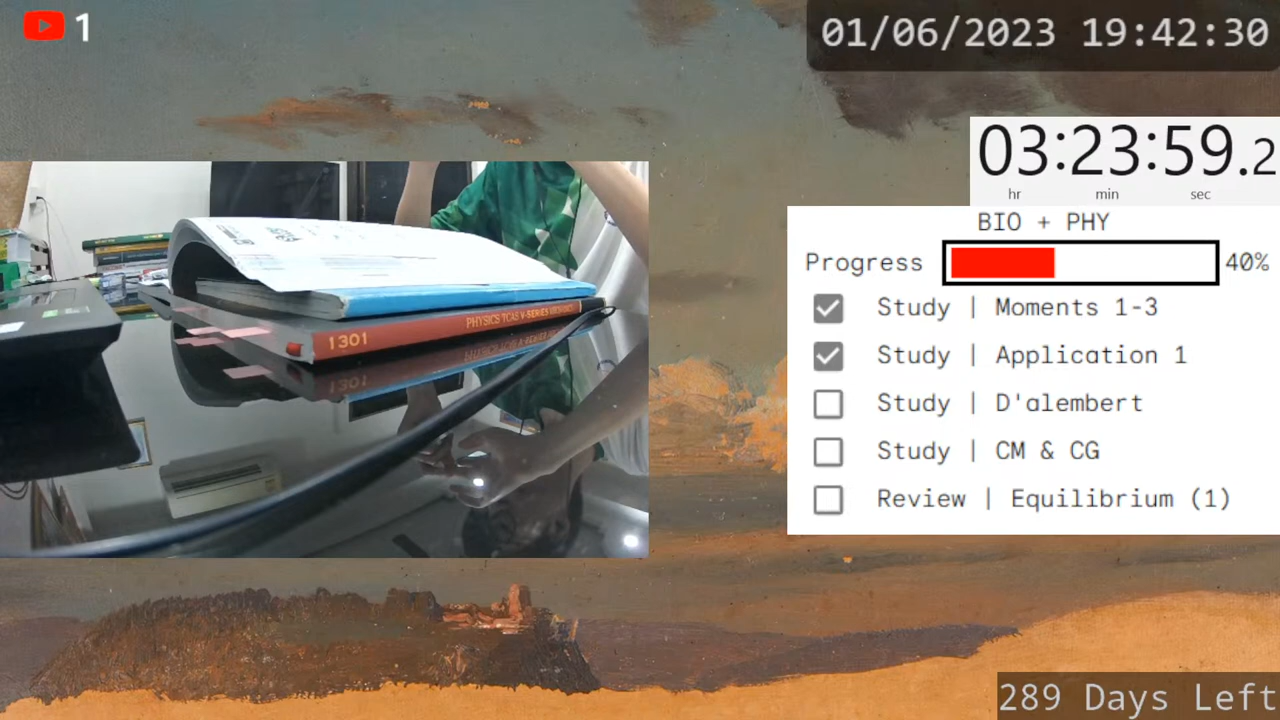 1
01/06/2023 19:42:30
03:23:59.2
hr min sec
BIO + PHY
Progress 40%
Study | Moments 1-3
Study | Application 1
Study | D'alembert
Study | CM & CG
Review | Equilibrium (1)
1301 PHYSICS TCAS V-SERIES
289 Days Left